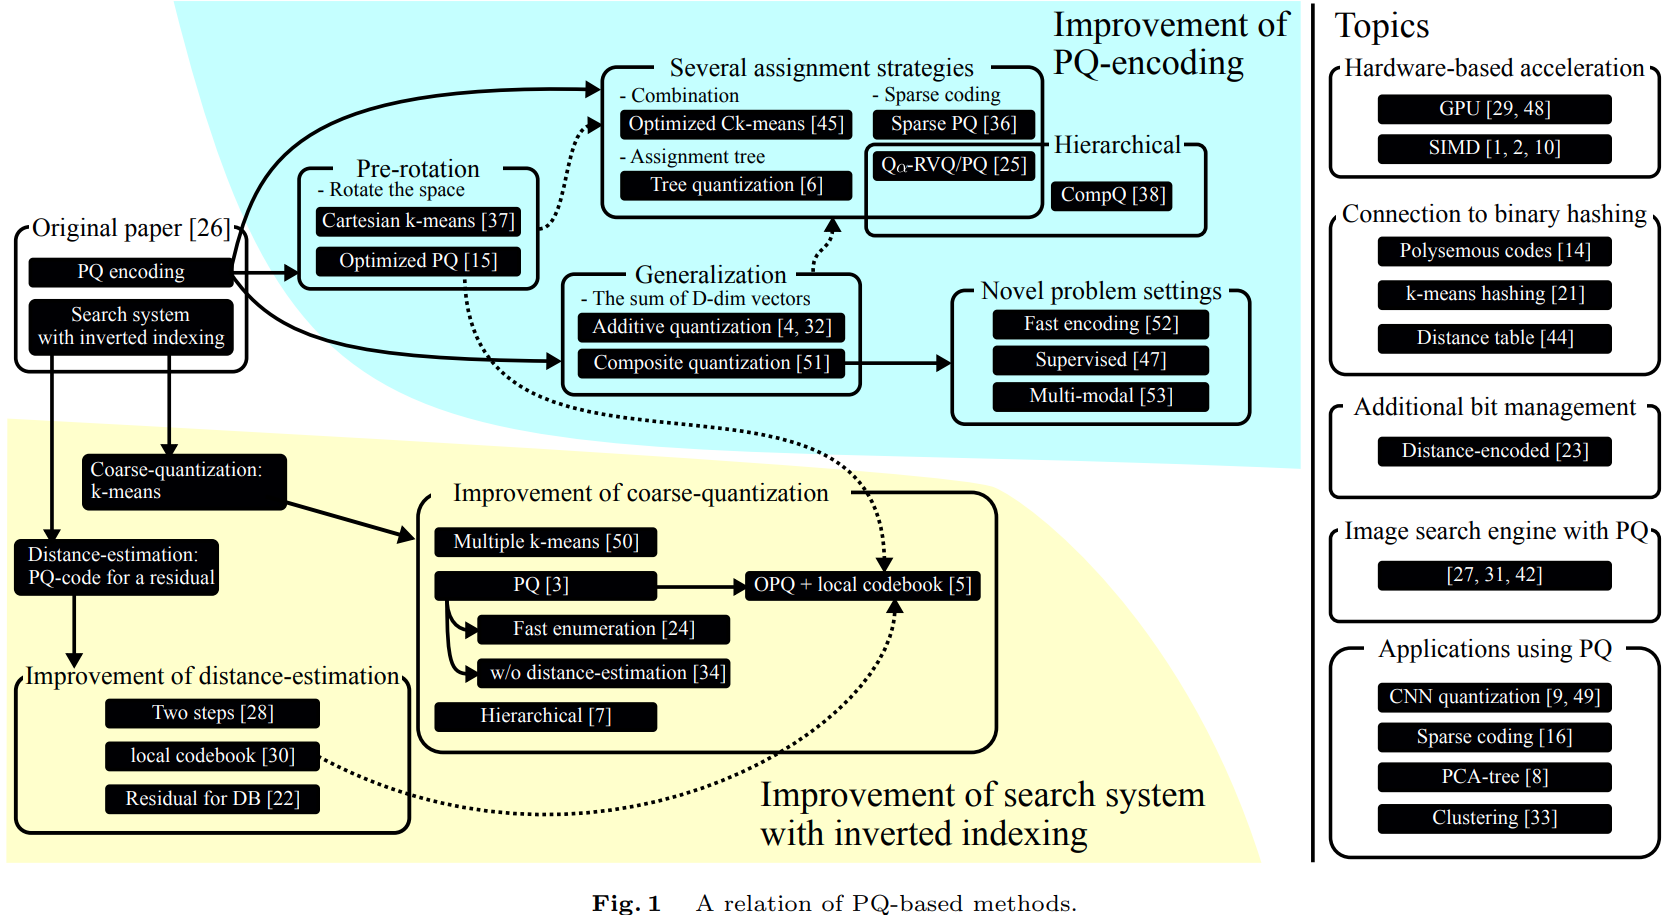 Improvement of
PQ-encoding
Several assignment strategies
- Combination
Optimized Ck-means [45]
- Assignment tree
Tree quantization [6]
- Sparse coding
Sparse PQ [36]
Hierarchical
Qα-RVQ/PQ [25]
CompQ [38]
Pre-rotation
- Rotate the space
Cartesian k-means [37]
Optimized PQ [15]
Original paper [26]
PQ encoding
Search system
with inverted indexing
Generalization
- The sum of D-dim vectors
Additive quantization [4, 32]
Composite quantization [51]
Novel problem settings
Fast encoding [52]
Supervised [47]
Multi-modal [53]
Coarse-quantization:
k-means
Distance-estimation:
PQ-code for a residual
Improvement of coarse-quantization
Multiple k-means [50]
PQ [3]
OPQ + local codebook [5]
Fast enumeration [24]
w/o distance-estimation [34]
Hierarchical [7]
Improvement of distance-estimation
Two steps [28]
local codebook [30]
Residual for DB [22]
Improvement of search system
with inverted indexing
Topics
Hardware-based acceleration
GPU [29, 48]
SIMD [1, 2, 10]
Connection to binary hashing
Polysemous codes [14]
k-means hashing [21]
Distance table [44]
Additional bit management
Distance-encoded [23]
Image search engine with PQ
[27, 31, 42]
Applications using PQ
CNN quantization [9, 49]
Sparse coding [16]
PCA-tree [8]
Clustering [33]
Fig. 1 A relation of PQ-based methods.